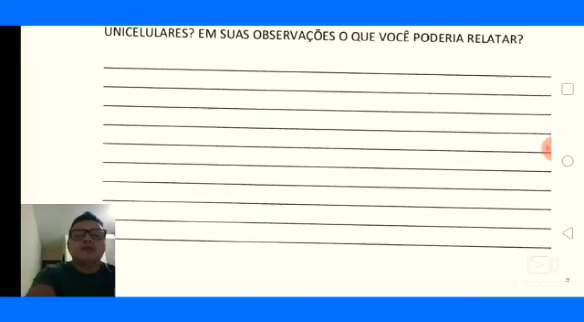 UNICELULARES? EM SUAS OBSERVAÇÕES O QUE VOCÊ PODERIA RELATAR?